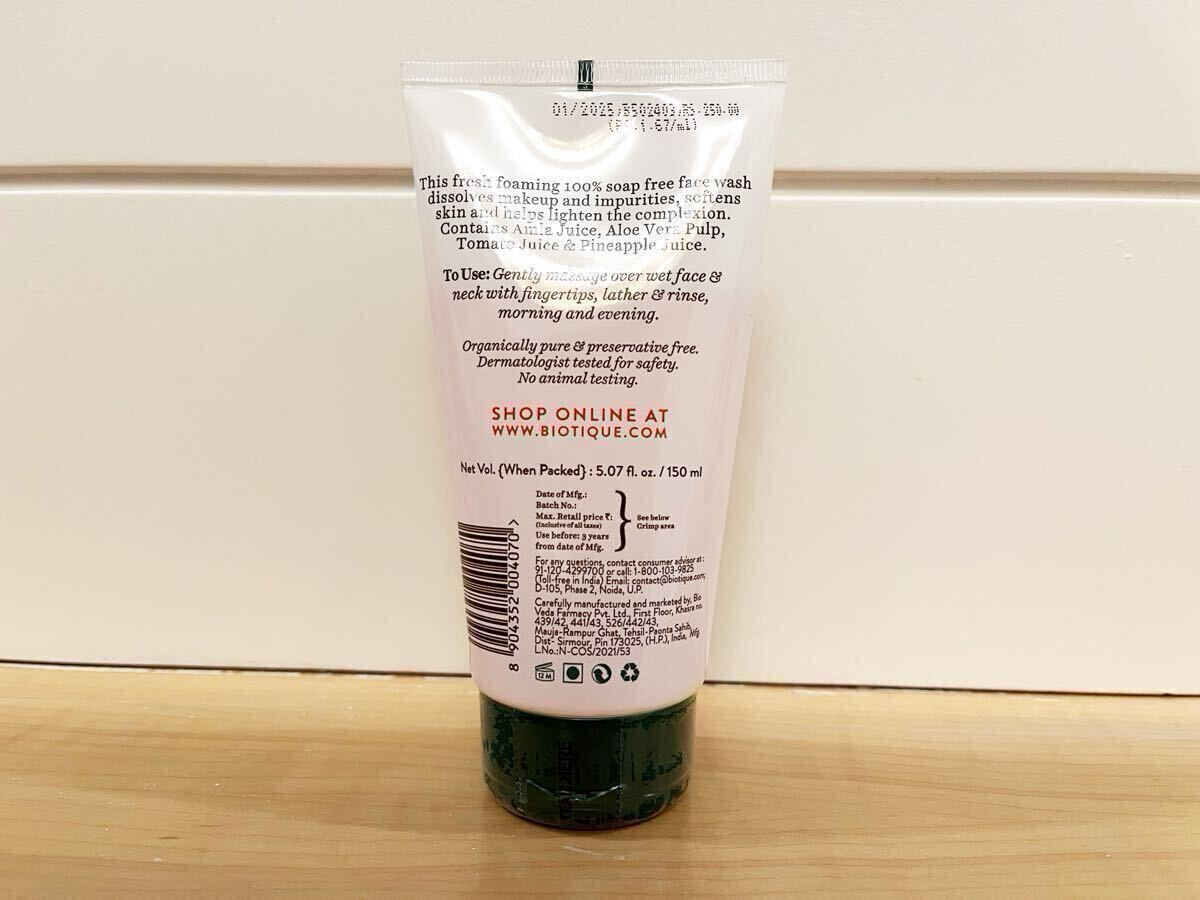 01/2025/B502403/RS.250.00
.67/ml)
This fresh foaming 100% soap free face wash
dissolves makeup and impurities, softens
skin and helps lighten the complexion.
Contains Amla Juice, Aloe Vera Pulp,
Tomato Juice & Pineapple Juice.
To Use: Gently massage over wet face &
neck with fingertips, lather & rinse,
morning and evening.
Organically pure & preservative free.
Dermatologist tested for safety.
No animal testing.
SHOP ONLINE AT
WWW.BIOTIQUE.COM
Net Vol. {When Packed} : 5.07 fl. oz. / 150 ml
Date of Mfg.:
Batch No.:
Max. Retail price ₹:
(Inclusive of all taxes)
Use before: 3 years
from date of Mfg.
See below
Crimp area
For any questions, contact consumer advisor at :
91-120-4299700 or call: 1-800-103-9825
(Toll-free in India) Email: contact@biotique.com;
D-105, Phase 2, Noida, U.P.
Carefully manufactured and marketed by, Bio
Veda Farmacy Pvt. Ltd., First Floor, Khasra no.
439/42, 441/43, 526/442/43,
Mauja-Rampur Ghat, Tehsil-Paonta Sahib,
Dist- Sirmour, Pin 173025, (H.P.), India, Mfg.
L.No.:N-COS/2021/53
8 904352 004070 >
12 M
TEAR HERE